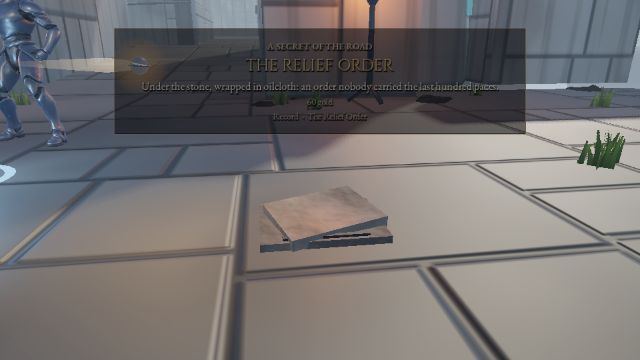 A SECRET OF THE ROAD
THE RELIEF ORDER
Under the stone, wrapped in oilcloth: an order nobody carried the last hundred paces.
60 gold
Record - The Relief Order